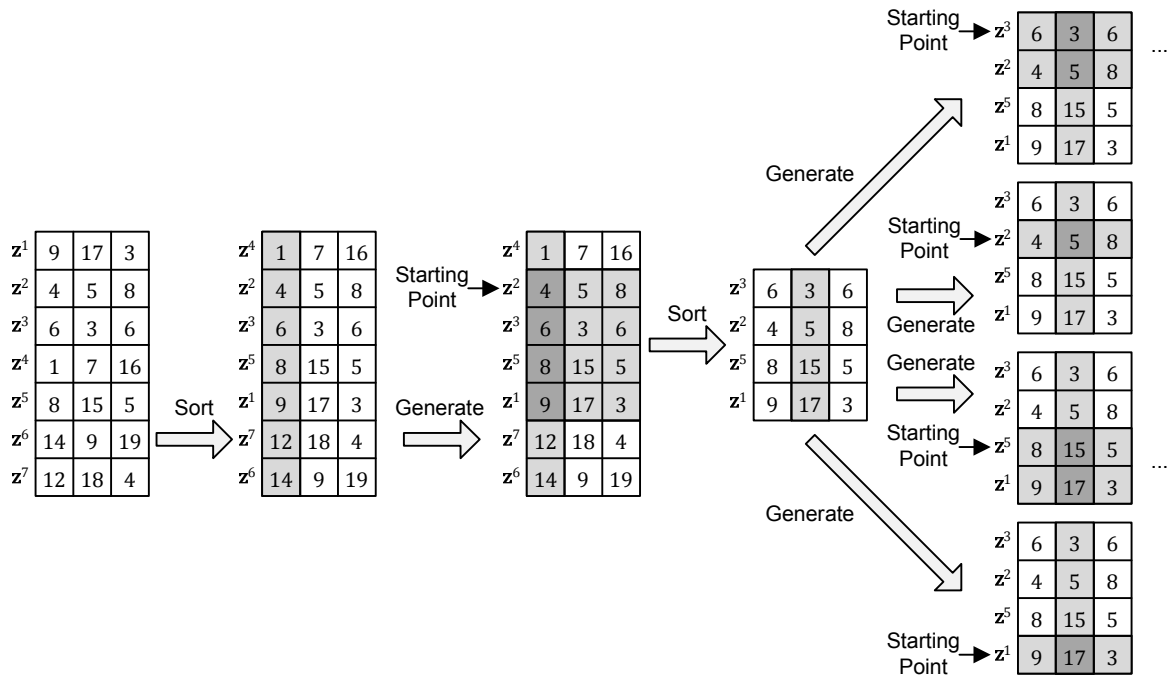 z1 9 17 3
z2 4 5 8
z3 6 3 6
z4 1 7 16
z5 8 15 5
z6 14 9 19
z7 12 18 4
Sort
z4 1 7 16
z2 4 5 8
z3 6 3 6
z5 8 15 5
z1 9 17 3
z7 12 18 4
z6 14 9 19
Generate
Starting
Point
z4 1 7 16
z2 4 5 8
z3 6 3 6
z5 8 15 5
z1 9 17 3
z7 12 18 4
z6 14 9 19
Sort
z3 6 3 6
z2 4 5 8
z5 8 15 5
z1 9 17 3
Generate
Starting
Point
z3 6 3 6
z2 4 5 8
z5 8 15 5
z1 9 17 3
...
Generate
Starting
Point
z3 6 3 6
z2 4 5 8
z5 8 15 5
z1 9 17 3
Generate
Starting
Point
z3 6 3 6
z2 4 5 8
z5 8 15 5
z1 9 17 3
...
Generate
Starting
Point
z3 6 3 6
z2 4 5 8
z5 8 15 5
z1 9 17 3